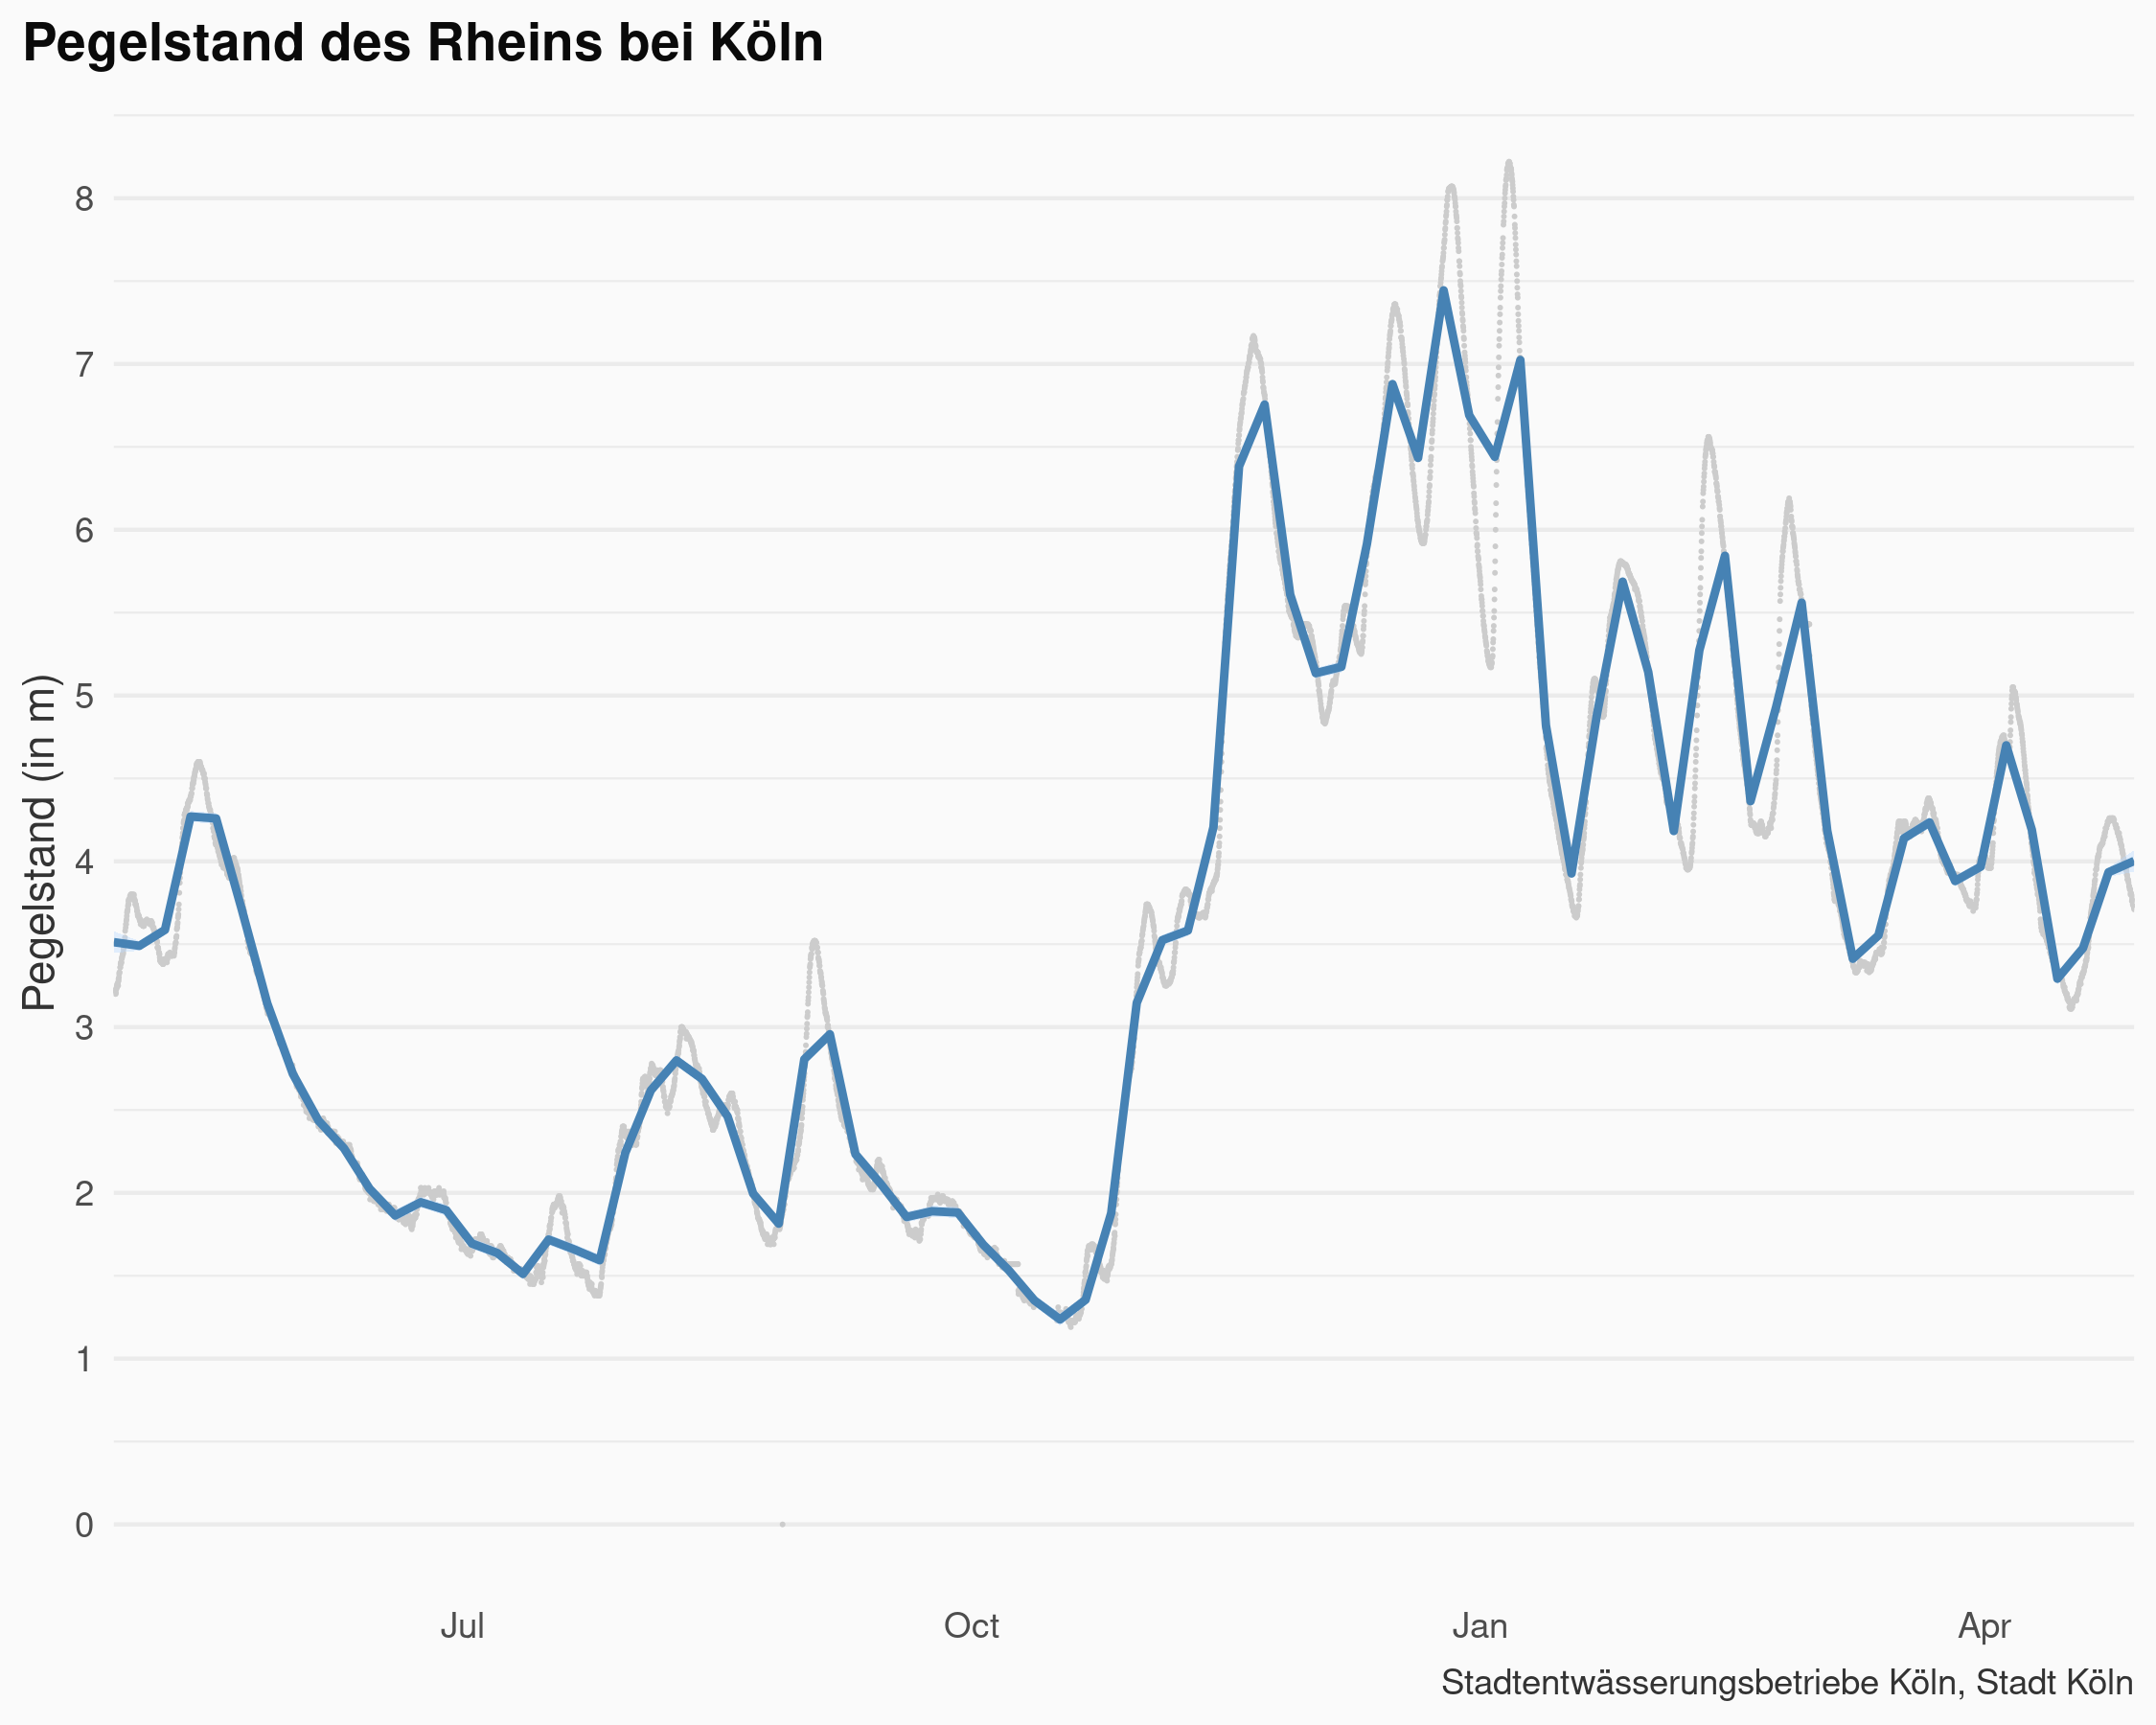 Pegelstand des Rheins bei Köln
Pegelstand (in m)
8
7
6
5
4
3
2
1
0
Jul Oct Jan Apr
Stadtentwässerungsbetriebe Köln, Stadt Köln